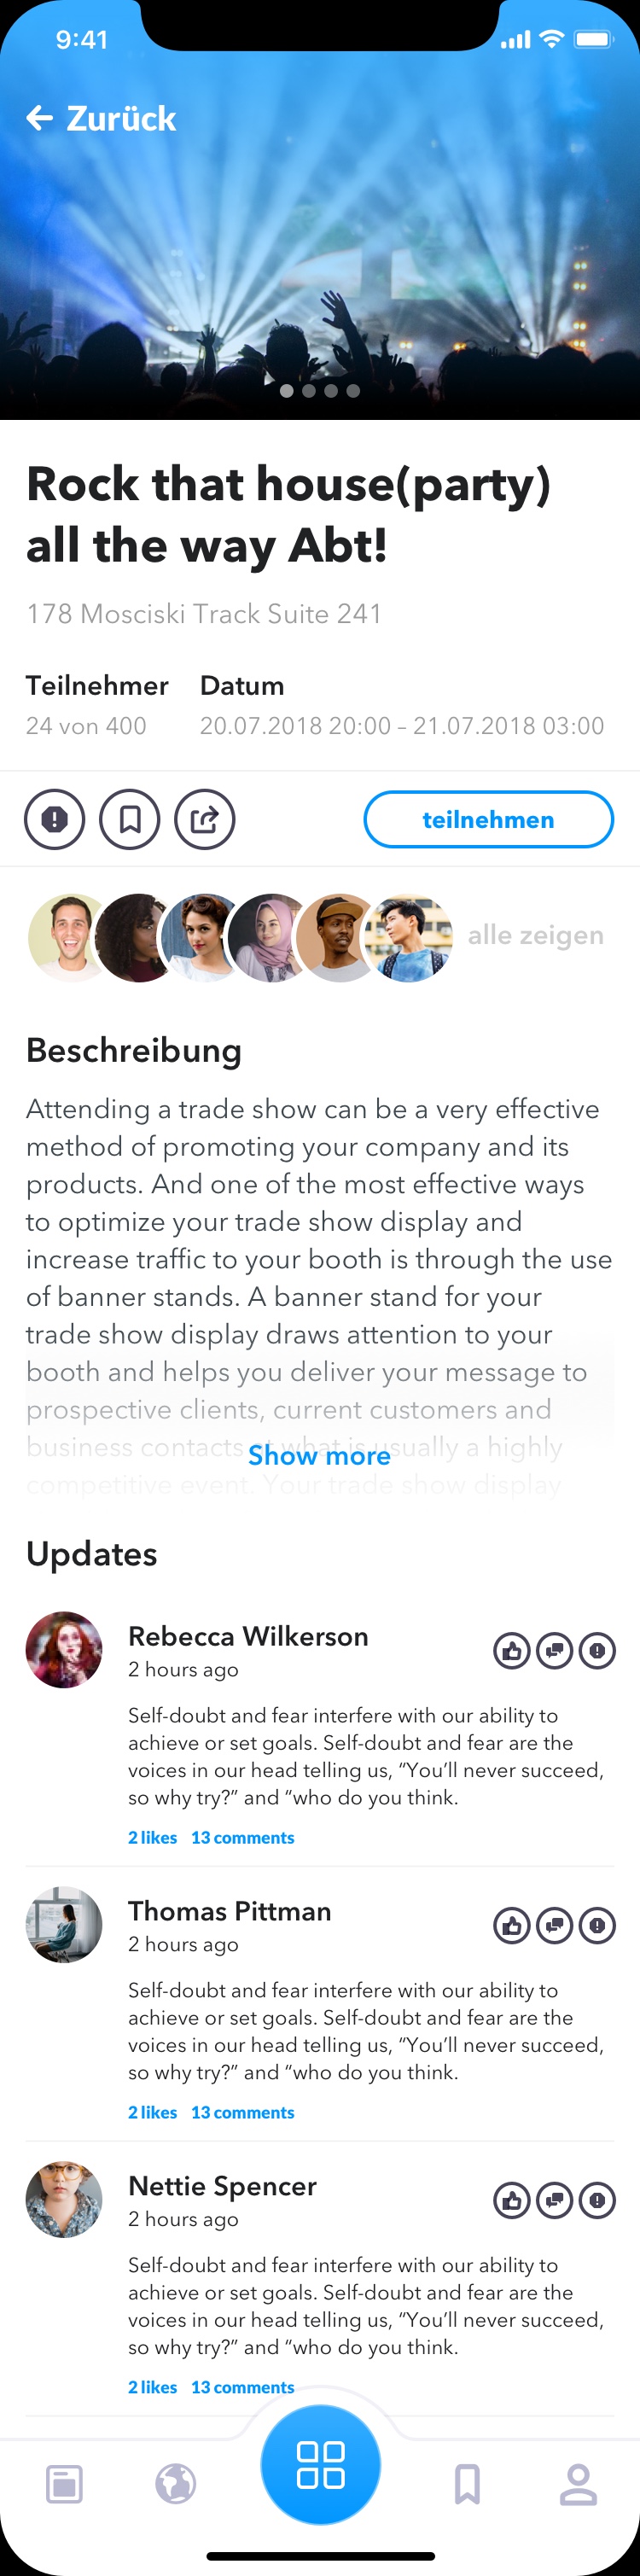 9:41
Zurück
Rock that house(party)
all the way Abt!
178 Mosciski Track Suite 241
Teilnehmer Datum
24 von 400 20.07.2018 20:00 – 21.07.2018 03:00
teilnehmen
alle zeigen
Beschreibung
Attending a trade show can be a very effective
method of promoting your company and its
products. And one of the most effective ways
to optimize your trade show display and
increase traffic to your booth is through the use
of banner stands. A banner stand for your
trade show display draws attention to your
booth and helps you deliver your message to
prospective clients, current customers and
business contacts at what is usually a highly
Show more
competitive event. Your trade show display
Updates
Rebecca Wilkerson
2 hours ago
Self-doubt and fear interfere with our ability to
achieve or set goals. Self-doubt and fear are the
voices in our head telling us, “You’ll never succeed,
so why try?” and “who do you think.
2 likes 13 comments
Thomas Pittman
2 hours ago
Self-doubt and fear interfere with our ability to
achieve or set goals. Self-doubt and fear are the
voices in our head telling us, “You’ll never succeed,
so why try?” and “who do you think.
2 likes 13 comments
Nettie Spencer
2 hours ago
Self-doubt and fear interfere with our ability to
achieve or set goals. Self-doubt and fear are the
voices in our head telling us, “You’ll never succeed,
so why try?” and “who do you think.
2 likes 13 comments